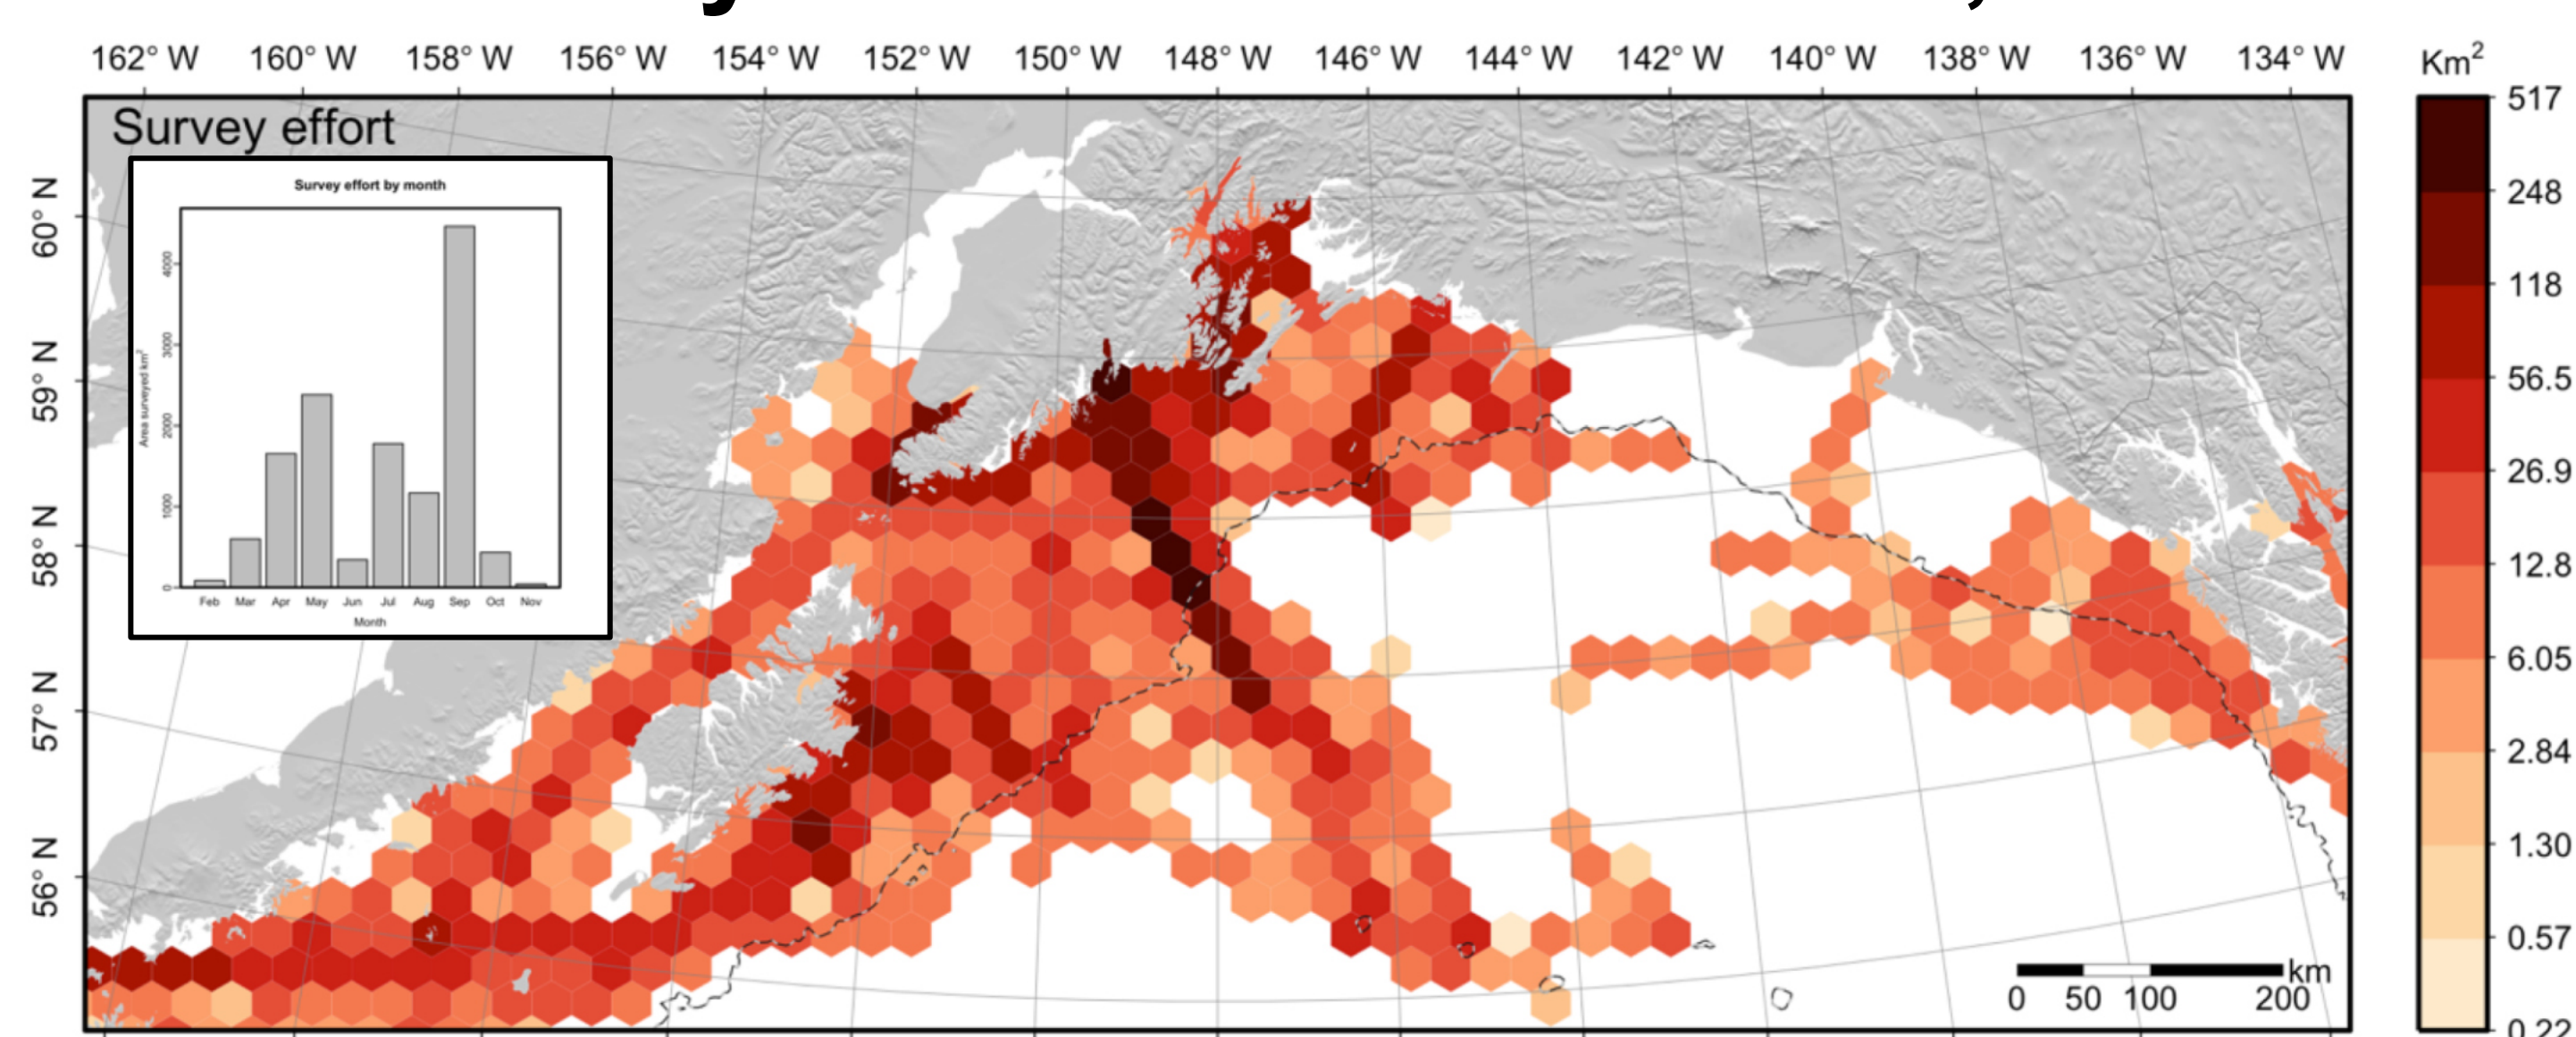 162° W 160° W 158° W 156° W 154° W 152° W 150° W 148° W 146° W 144° W 142° W 140° W 138° W 136° W 134° W
Km2
Survey effort
Survey effort by month
Area surveyed km2
4000
3000
2000
1000
0
Feb Mar Apr May Jun Jul Aug Sep Oct Nov
Month
60° N
59° N
58° N
57° N
56° N
517
248
118
56.5
26.9
12.8
6.05
2.84
1.30
0.57
0.22
km
0 50 100 200